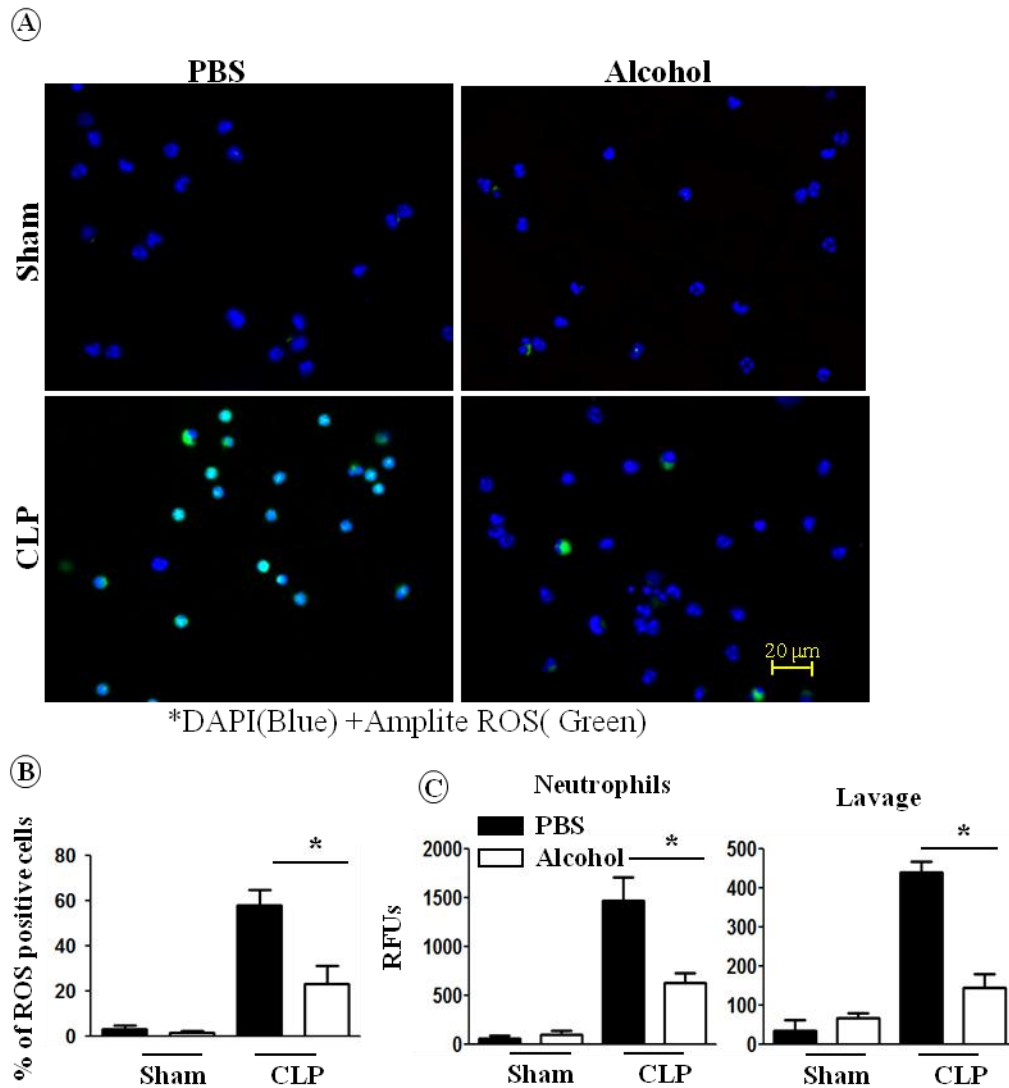 A
PBS Alcohol
Sham
CLP
20 µm
*DAPI(Blue) +Amplite ROS( Green)
B
% of ROS positive cells
80
60
40
20
0
*
Sham CLP
C
Neutrophils
PBS
Alcohol
RFUs
2000
1500
1000
500
0
*
Sham CLP
Lavage
500
400
300
200
100
0
*
Sham CLP